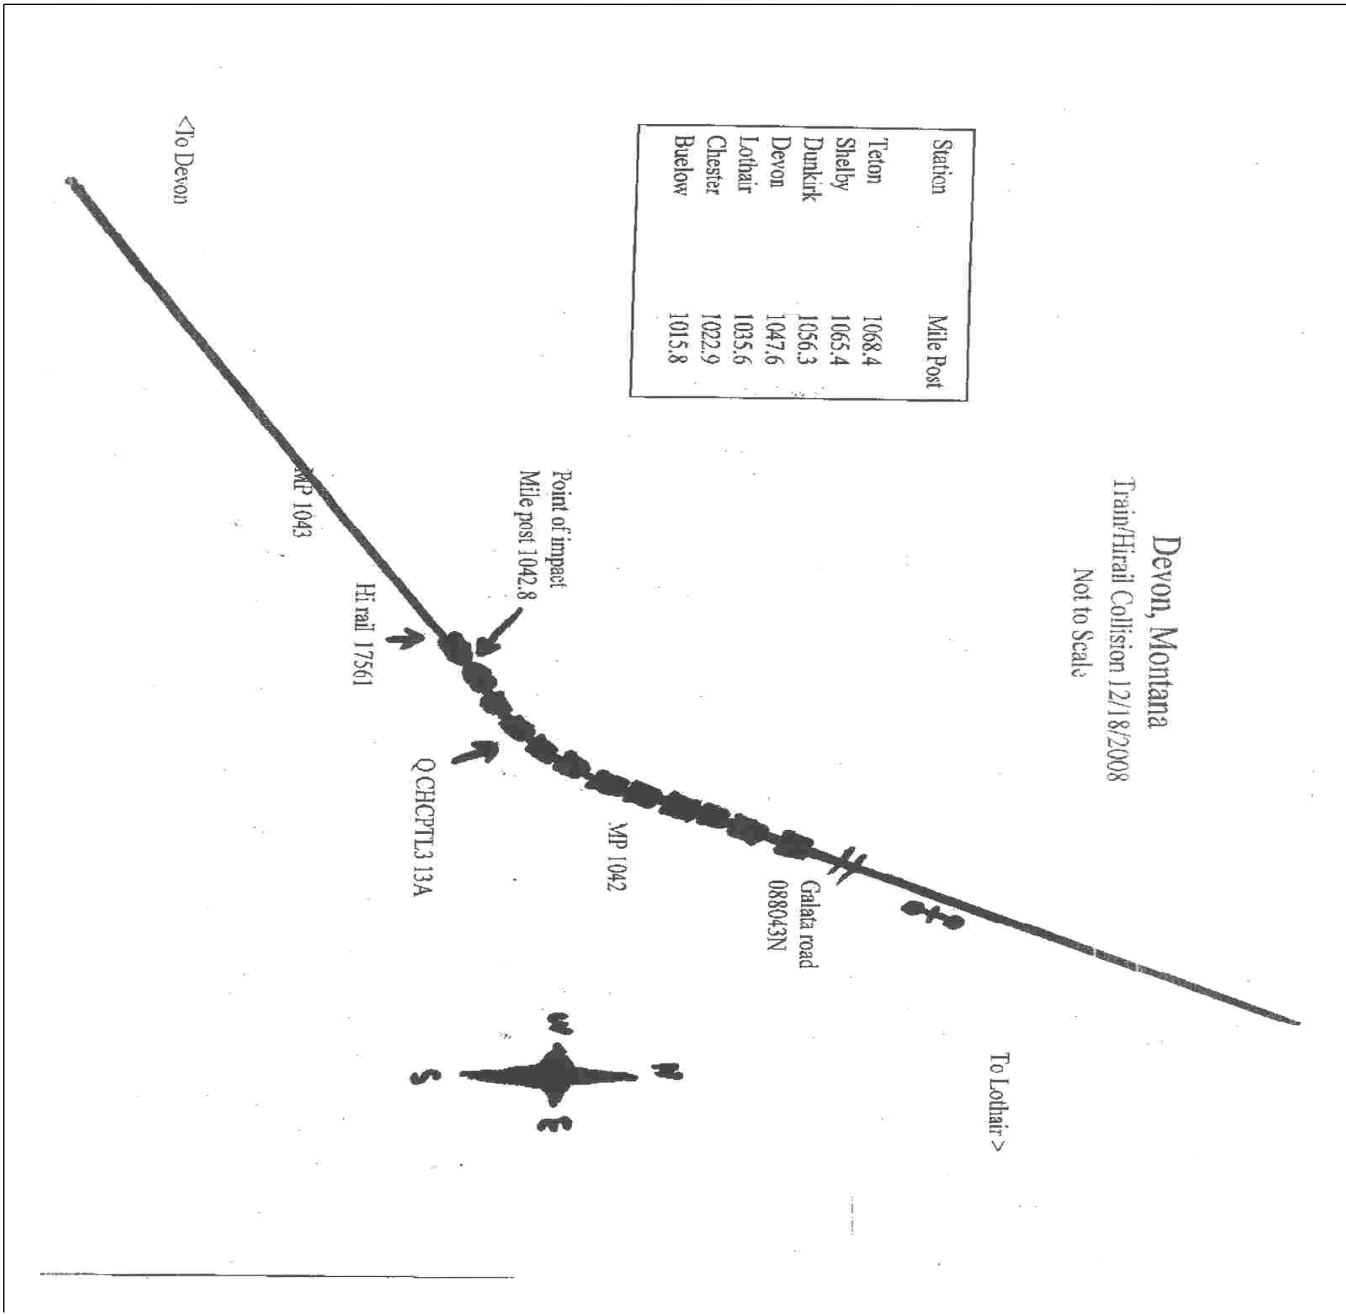 Devon, Montana
Train/Hirail Collision 12/18/2008
Not to Scale
Station Mile Post
Teton 1068.4
Shelby 1065.4
Dunkirk 1056.3
Devon 1047.6
Lothair 1035.6
Chester 1022.9
Buelow 1015.8
To Lothair >
Galata road
088043N
Point of impact
Mile post 1042.8
MP 1042
Q CHCPTL3 13A
Hi rail 17561
MP 1043
<To Devon
N
W
E
S